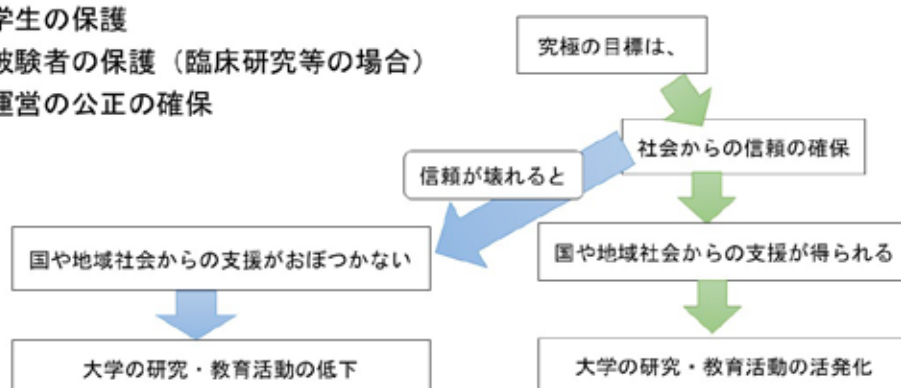 学生の保護
被験者の保護（臨床研究等の場合）
運営の公正の確保
究極の目標は、
社会からの信頼の確保
信頼が壊れると
国や地域社会からの支援がおぼつかない
国や地域社会からの支援が得られる
大学の研究・教育活動の低下
大学の研究・教育活動の活発化